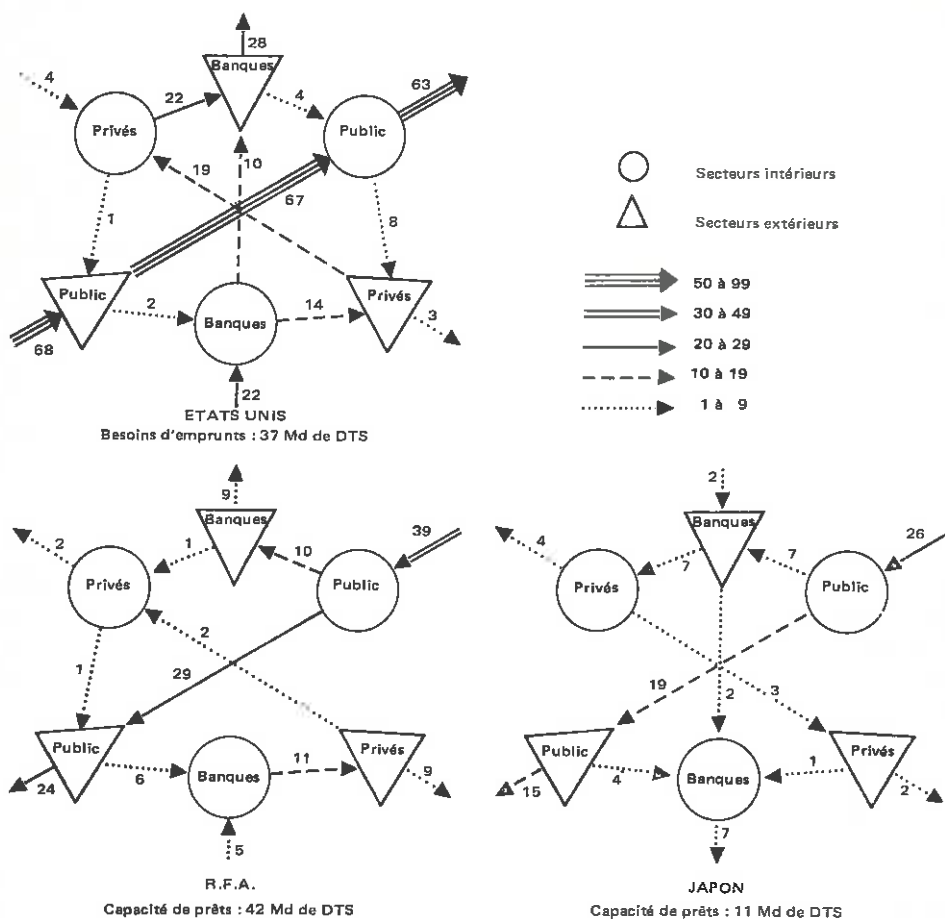 28
Banques
4
22
4
63
Privés
Public
19
10
67
1
8
Public
2
Banques
14
Privés
3
68
22
ETATS UNIS
Besoins d'emprunts : 37 Md de DTS
Secteurs intérieurs
Secteurs extérieurs
50 à 99
30 à 49
20 à 29
10 à 19
1 à 9
9
Banques
39
2
1
10
Privés
Public
2
1
29
Public
6
Banques
11
Privés
24
9
5
R.F.A.
Capacité de prêts : 42 Md de DTS
2
Banques
26
4
7
7
Privés
Public
19
2
3
Public
4
Banques
1
Privés
15
2
7
JAPON
Capacité de prêts : 11 Md de DTS